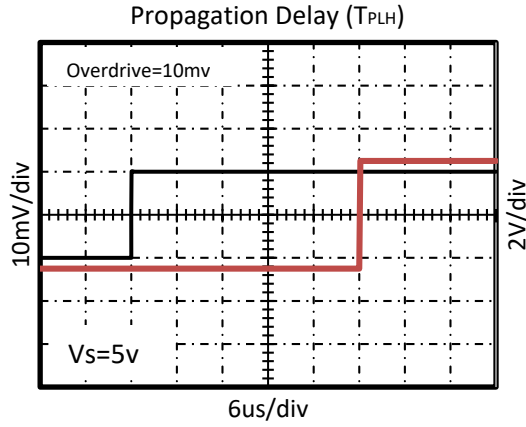 Propagation Delay (TPLH)
Overdrive=10mv
10mV/div
2V/div
Vs=5v
6us/div